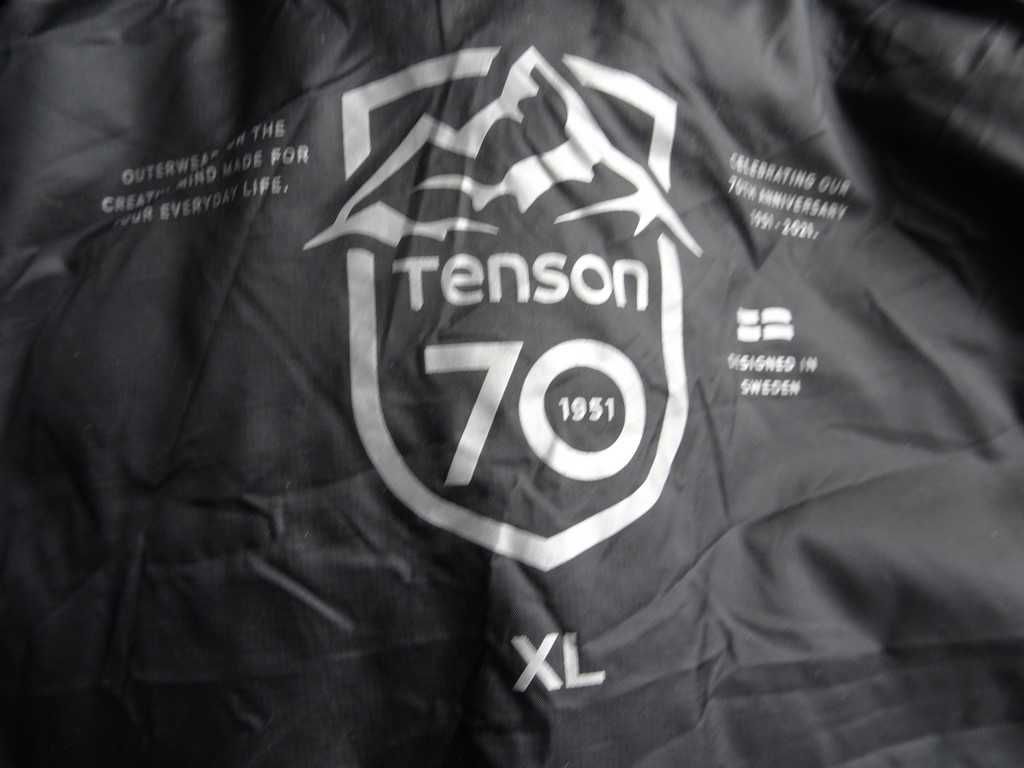 OUTERWEAR FOR THE
CREATIVE MIND MADE FOR
YOUR EVERYDAY LIFE.
CELEBRATING OUR
70TH ANNIVERSARY
1951-2021.
Tenson
70
1951
DESIGNED IN
SWEDEN
XL